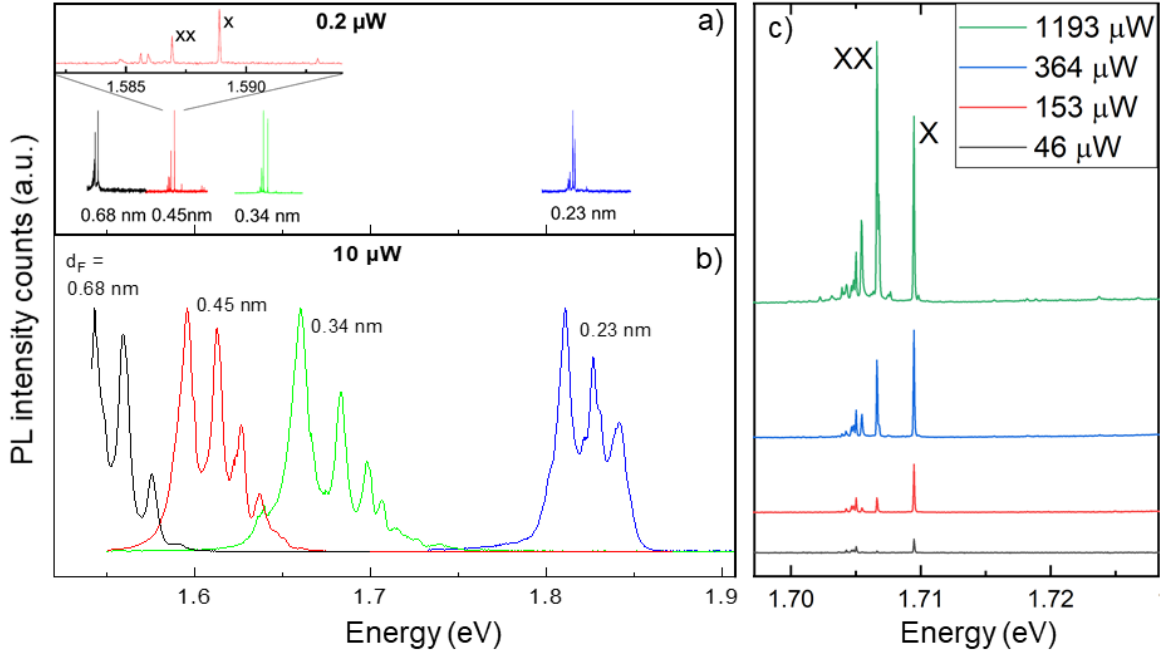 0.2 µW
a)
XX
X
1.585
1.590
0.68 nm
0.45nm
0.34 nm
0.23 nm
10 µW
b)
d_F =
0.68 nm
0.45 nm
0.34 nm
0.23 nm
1.6
1.7
1.8
1.9
Energy (eV)
PL intensity counts (a.u.)
c)
1193 µW
364 µW
153 µW
46 µW
XX
X
1.70
1.71
1.72
Energy (eV)